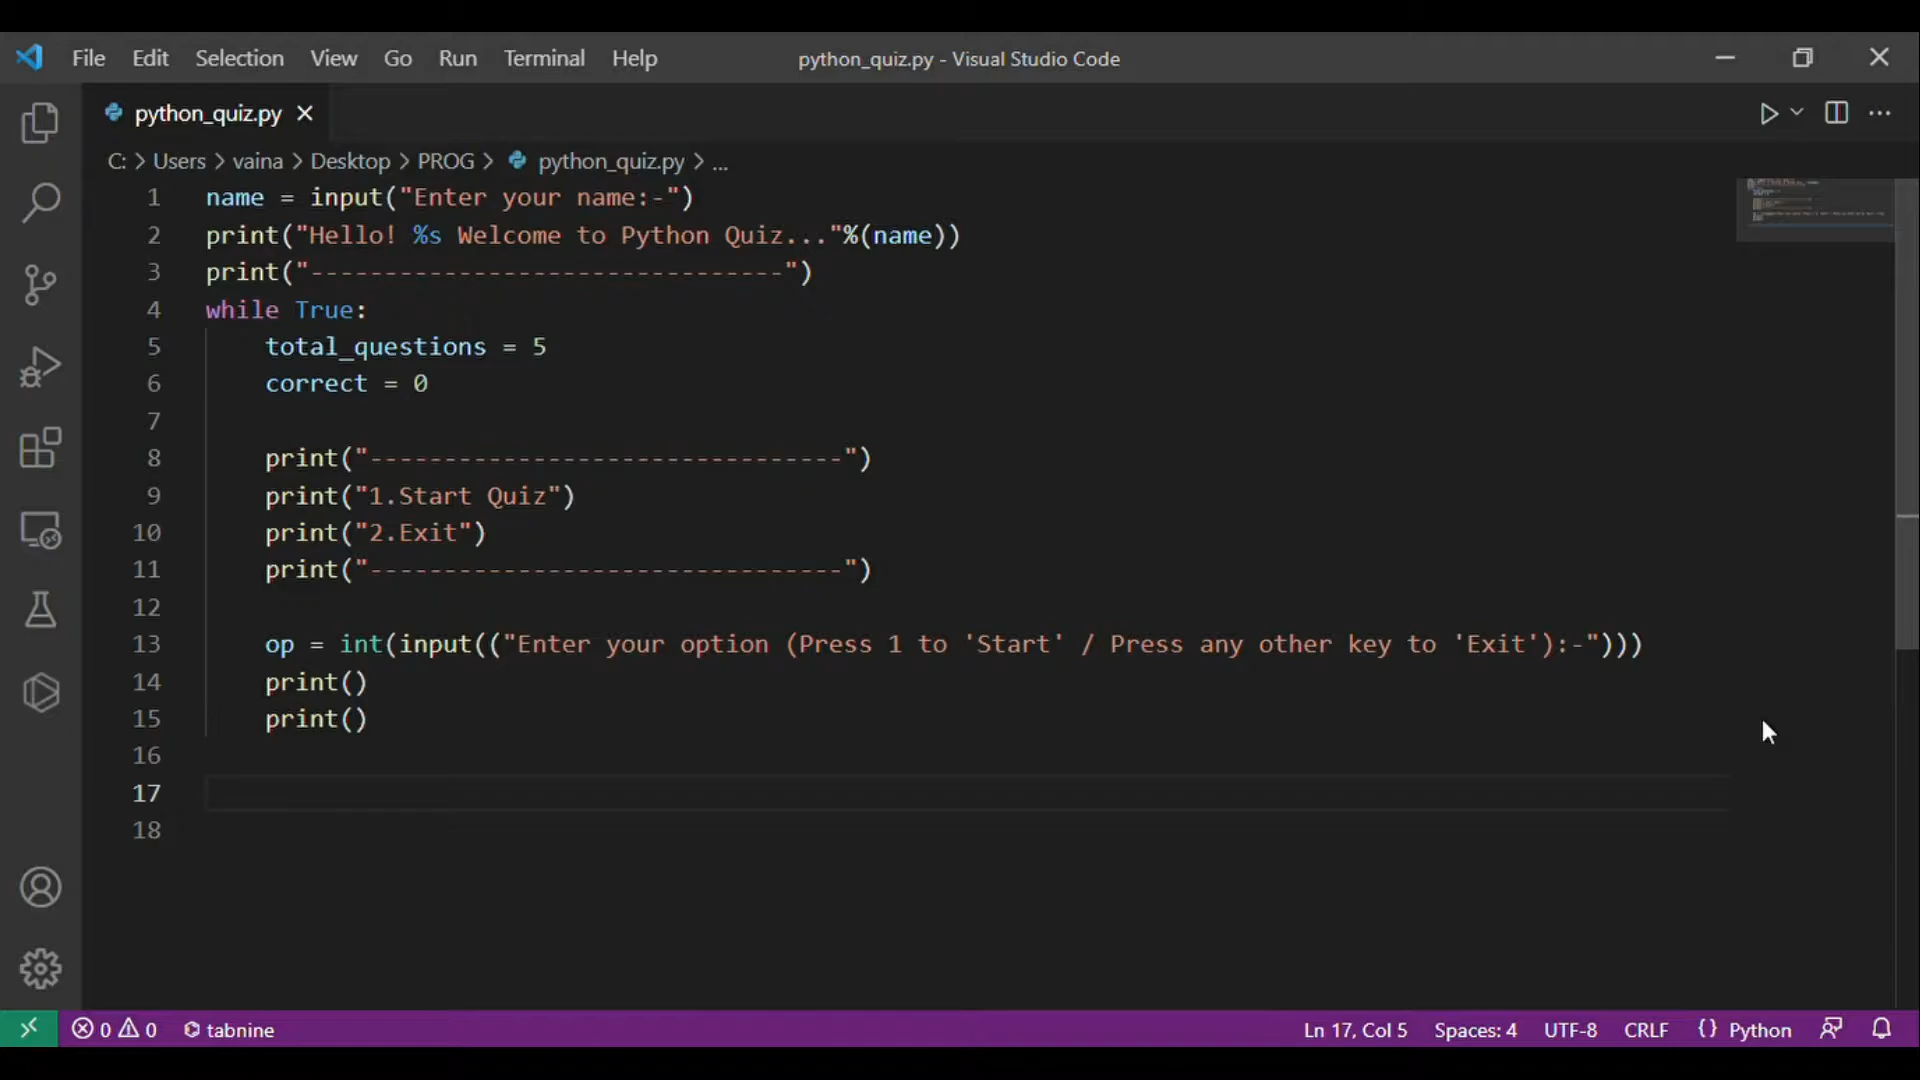 File Edit Selection View Go Run Terminal Help python_quiz.py - Visual Studio Code
python_quiz.py
C: > Users > vaina > Desktop > PROG > python_quiz.py > ...
1 name = input("Enter your name:-")
2 print("Hello! %s Welcome to Python Quiz..."%(name))
3 print("--------------------------------")
4 while True:
5 total_questions = 5
6 correct = 0
7
8 print("--------------------------------")
9 print("1.Start Quiz")
10 print("2.Exit")
11 print("--------------------------------")
12
13 op = int(input(("Enter your option (Press 1 to 'Start' / Press any other key to 'Exit'):-")))
14 print()
15 print()
16
17
18
0 0 tabnine Ln 17, Col 5 Spaces: 4 UTF-8 CRLF {} Python